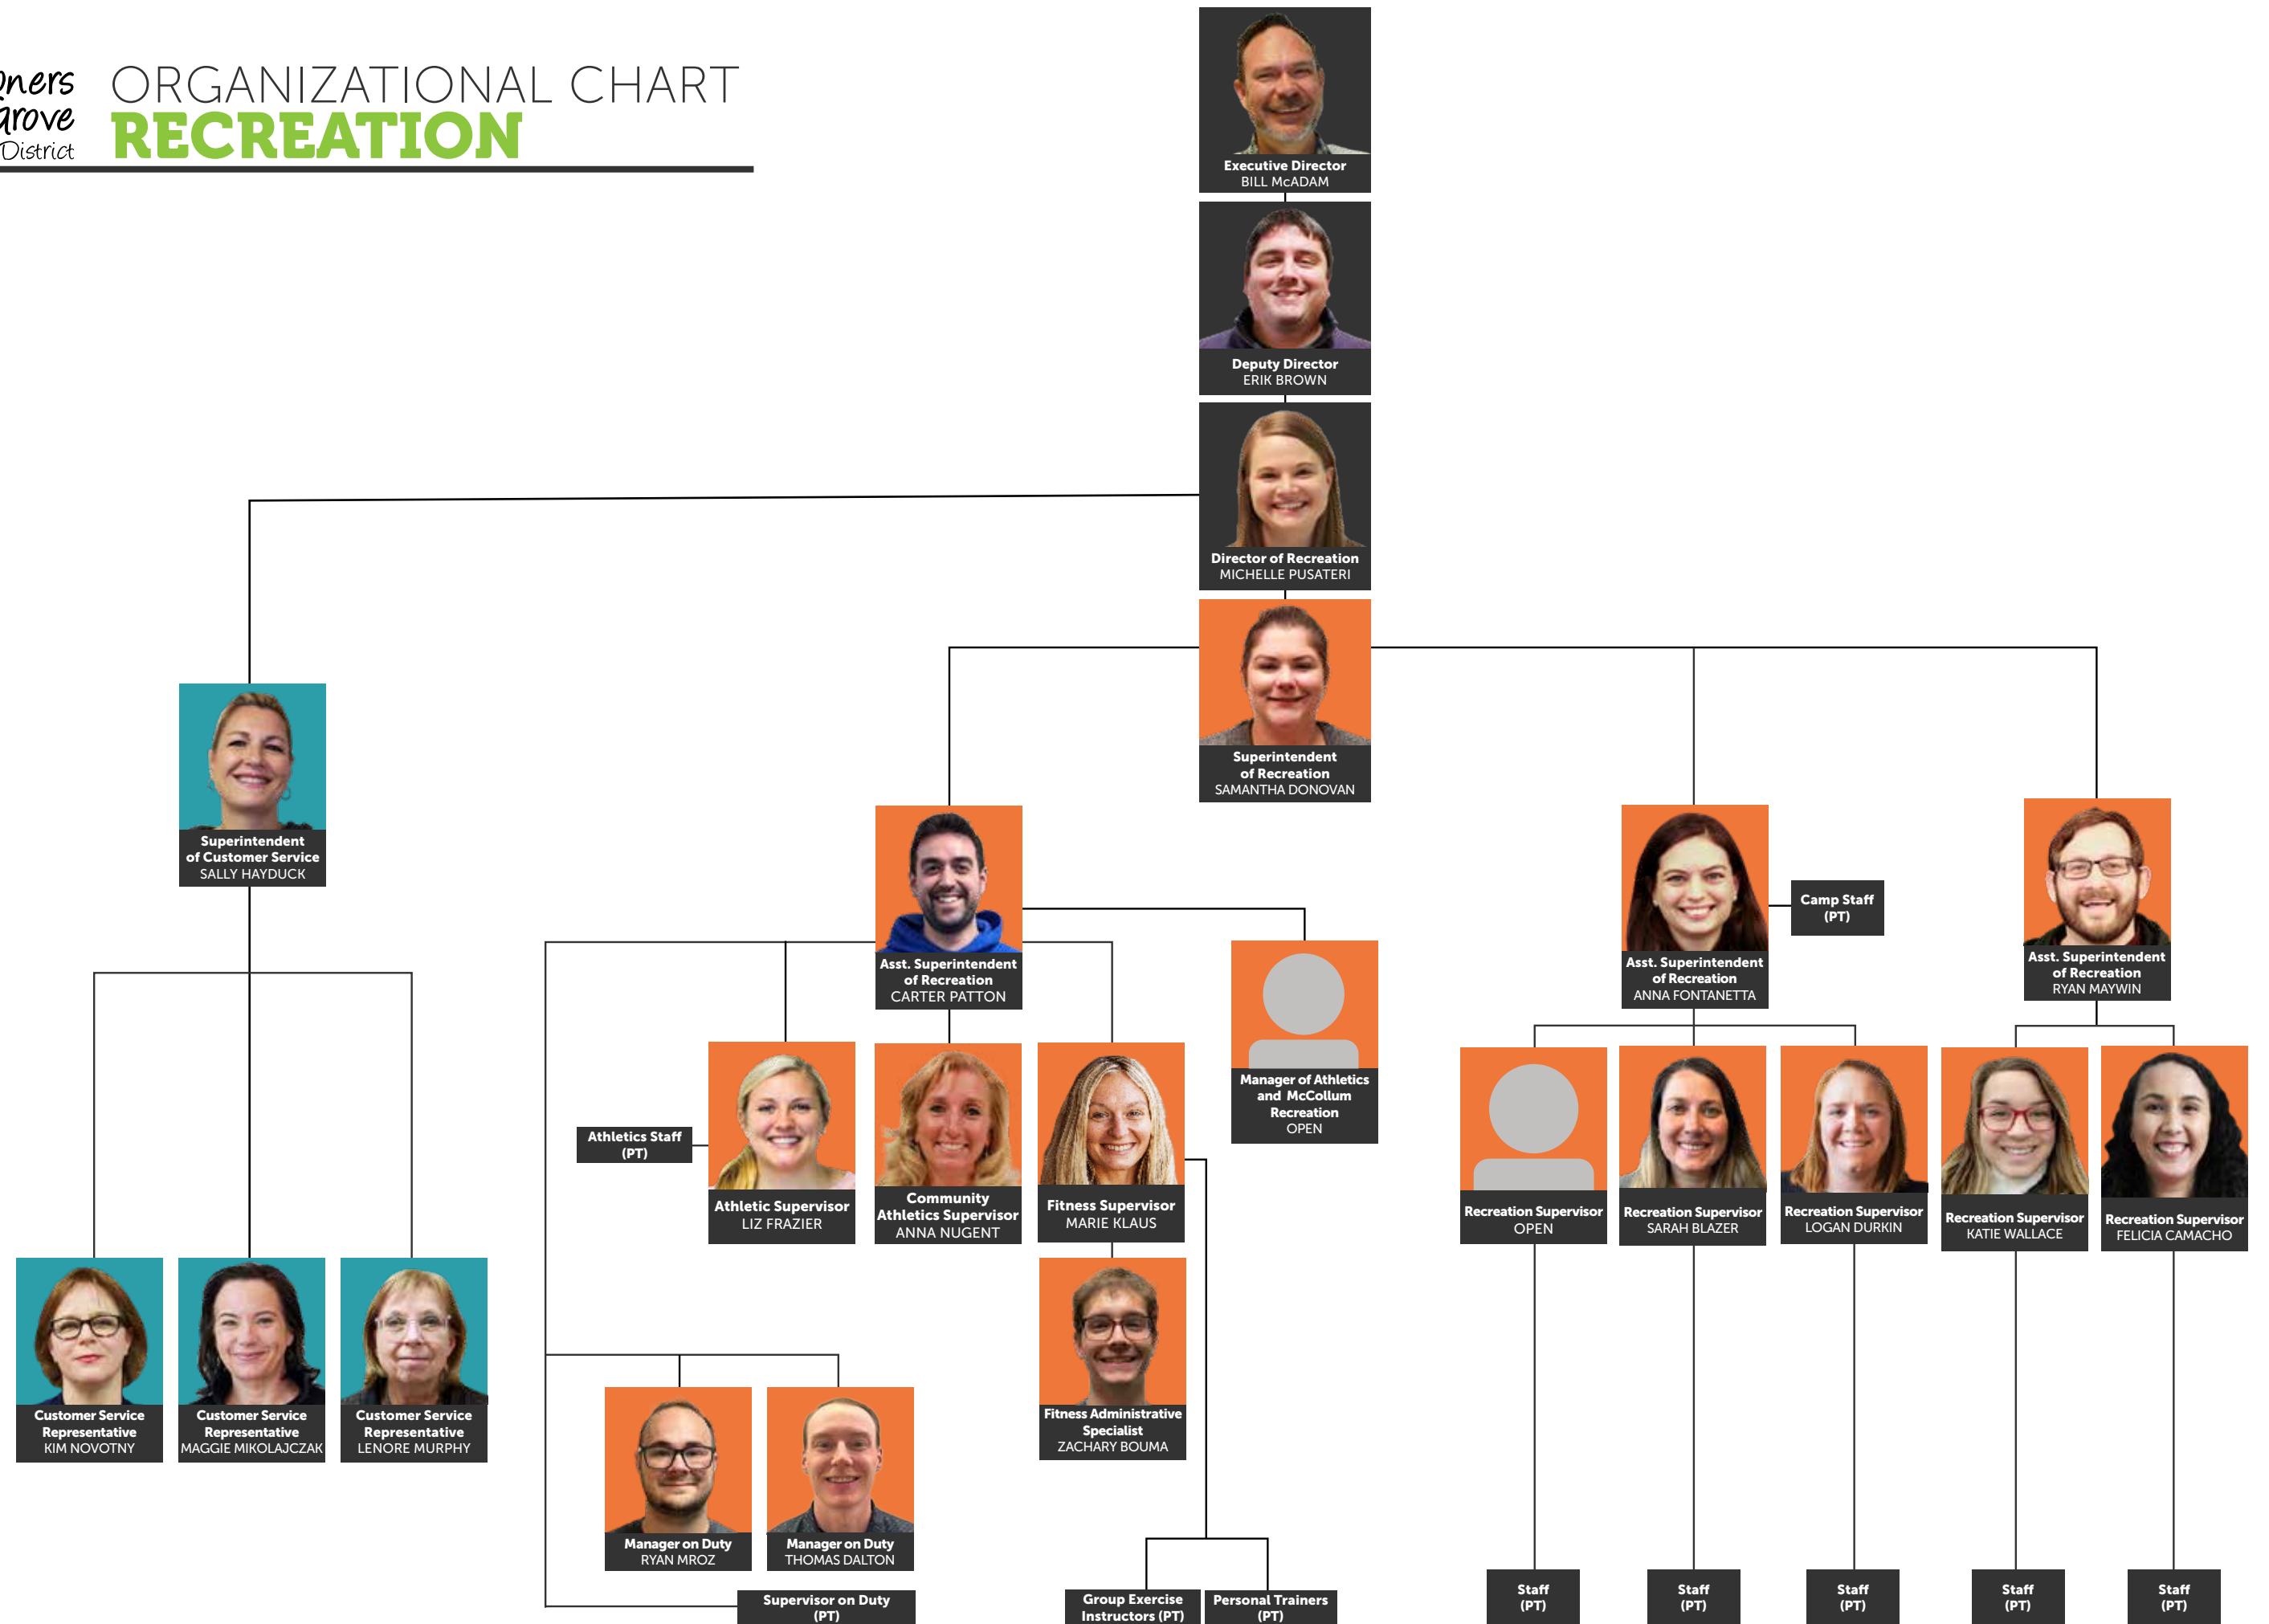 oners
Grove
District
ORGANIZATIONAL CHART
RECREATION
Executive Director
BILL McADAM
Deputy Director
ERIK BROWN
Director of Recreation
MICHELLE PUSATERI
Superintendent
of Recreation
SAMANTHA DONOVAN
Superintendent
of Customer Service
SALLY HAYDUCK
Asst. Superintendent
of Recreation
CARTER PATTON
Manager of Athletics
and McCollum
Recreation
OPEN
Asst. Superintendent
of Recreation
ANNA FONTANETTA
Camp Staff
(PT)
Asst. Superintendent
of Recreation
RYAN MAYWIN
Athletics Staff
(PT)
Athletic Supervisor
LIZ FRAZIER
Community
Athletics Supervisor
ANNA NUGENT
Fitness Supervisor
MARIE KLAUS
Recreation Supervisor
OPEN
Recreation Supervisor
SARAH BLAZER
Recreation Supervisor
LOGAN DURKIN
Recreation Supervisor
KATIE WALLACE
Recreation Supervisor
FELICIA CAMACHO
Customer Service
Representative
KIM NOVOTNY
Customer Service
Representative
MAGGIE MIKOLAJCZAK
Customer Service
Representative
LENORE MURPHY
Fitness Administrative
Specialist
ZACHARY BOUMA
Manager on Duty
RYAN MROZ
Manager on Duty
THOMAS DALTON
Supervisor on Duty
(PT)
Group Exercise
Instructors (PT)
Personal Trainers
(PT)
Staff
(PT)
Staff
(PT)
Staff
(PT)
Staff
(PT)
Staff
(PT)